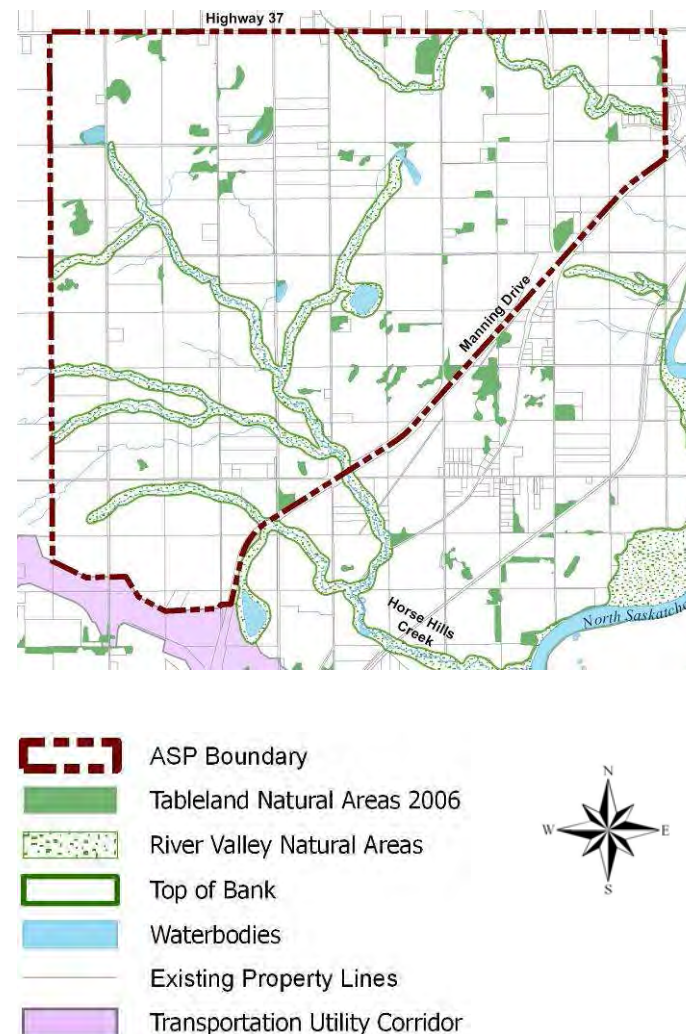 Highway 37
Manning Drive
Horse Hills
Creek
North Saskatche
ASP Boundary
Tableland Natural Areas 2006
River Valley Natural Areas
Top of Bank
Waterbodies
Existing Property Lines
Transportation Utility Corridor
N
W E
S